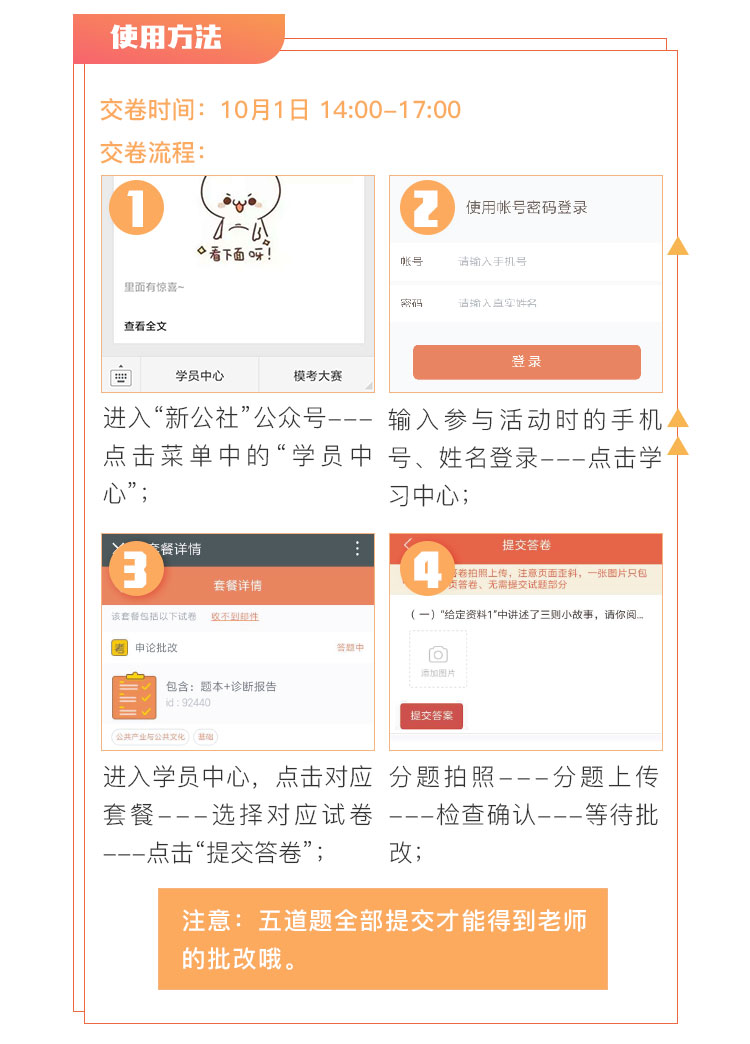 使用方法
交卷时间：10月1日 14:00-17:00
交卷流程：
1
看下面呀！
里面有惊喜~
查看全文
学员中心
模考大赛
进入“新公社”公众号---
点击菜单中的“学员中
心”；
2
使用帐号密码登录
帐号 请输入手机号
密码 请输入真实姓名
登录
输入参与活动时的手机
号、姓名登录---点击学
习中心；
3
套餐详情
套餐详情
该套餐包括以下试卷 收不到邮件
申论批改 答题中
包含：题本+诊断报告
id : 92440
公共产业与公共文化 基础
进入学员中心，点击对应
套餐---选择对应试卷
---点击“提交答卷”；
4
提交答卷
答卷拍照上传，注意页面歪斜，一张图片只包
页答卷、无需提交试题部分
（一）“给定资料1”中讲述了三则小故事，请你阅...
添加图片
提交答案
分题拍照---分题上传
---检查确认---等待批
改；
注意：五道题全部提交才能得到老师
的批改哦。